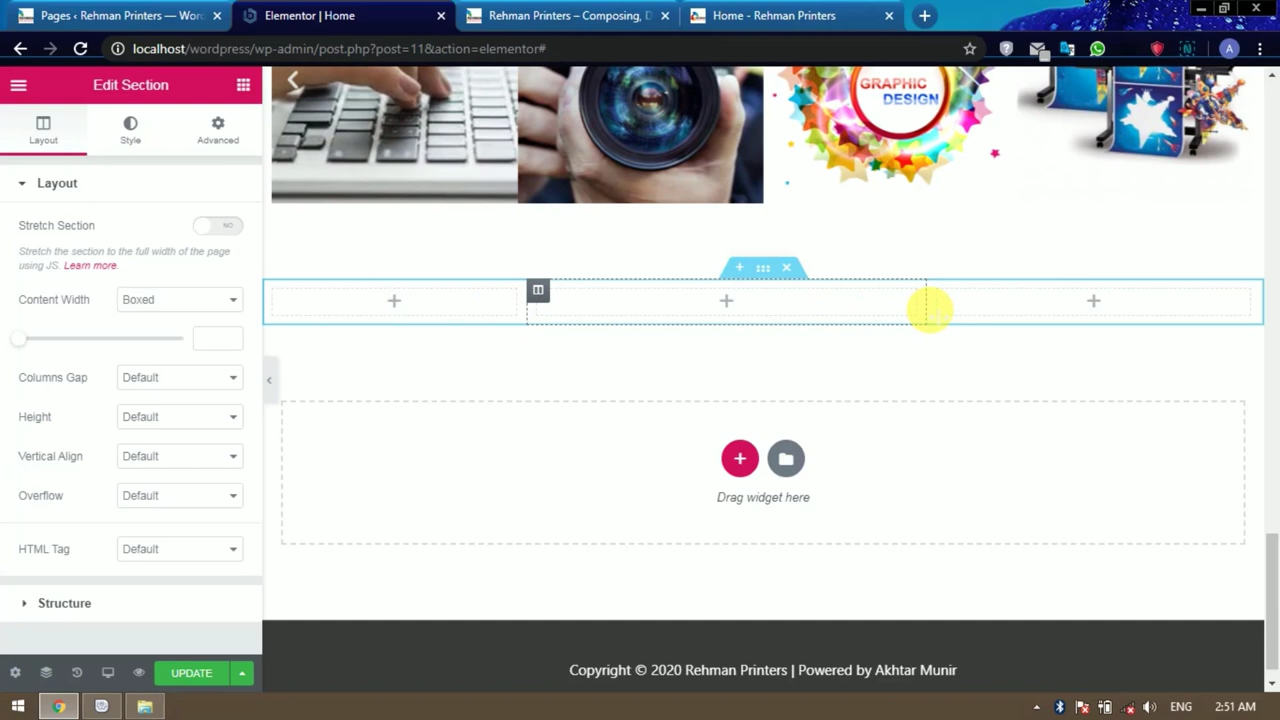 Pages ‹ Rehman Printers — Worc
Elementor | Home
Rehman Printers – Composing, D
Home - Rehman Printers
localhost/wordpress/wp-admin/post.php?post=11&action=elementor#
A
Edit Section
Layout
Style
Advanced
GRAPHIC
DESIGN
Layout
Stretch Section
NO
Stretch the section to the full width of the page
using JS. Learn more.
Content Width
Boxed
Columns Gap
Default
Height
Default
Vertical Align
Default
Overflow
Default
HTML Tag
Default
Drag widget here
Structure
UPDATE
Copyright © 2020 Rehman Printers | Powered by Akhtar Munir
ENG
2:51 AM